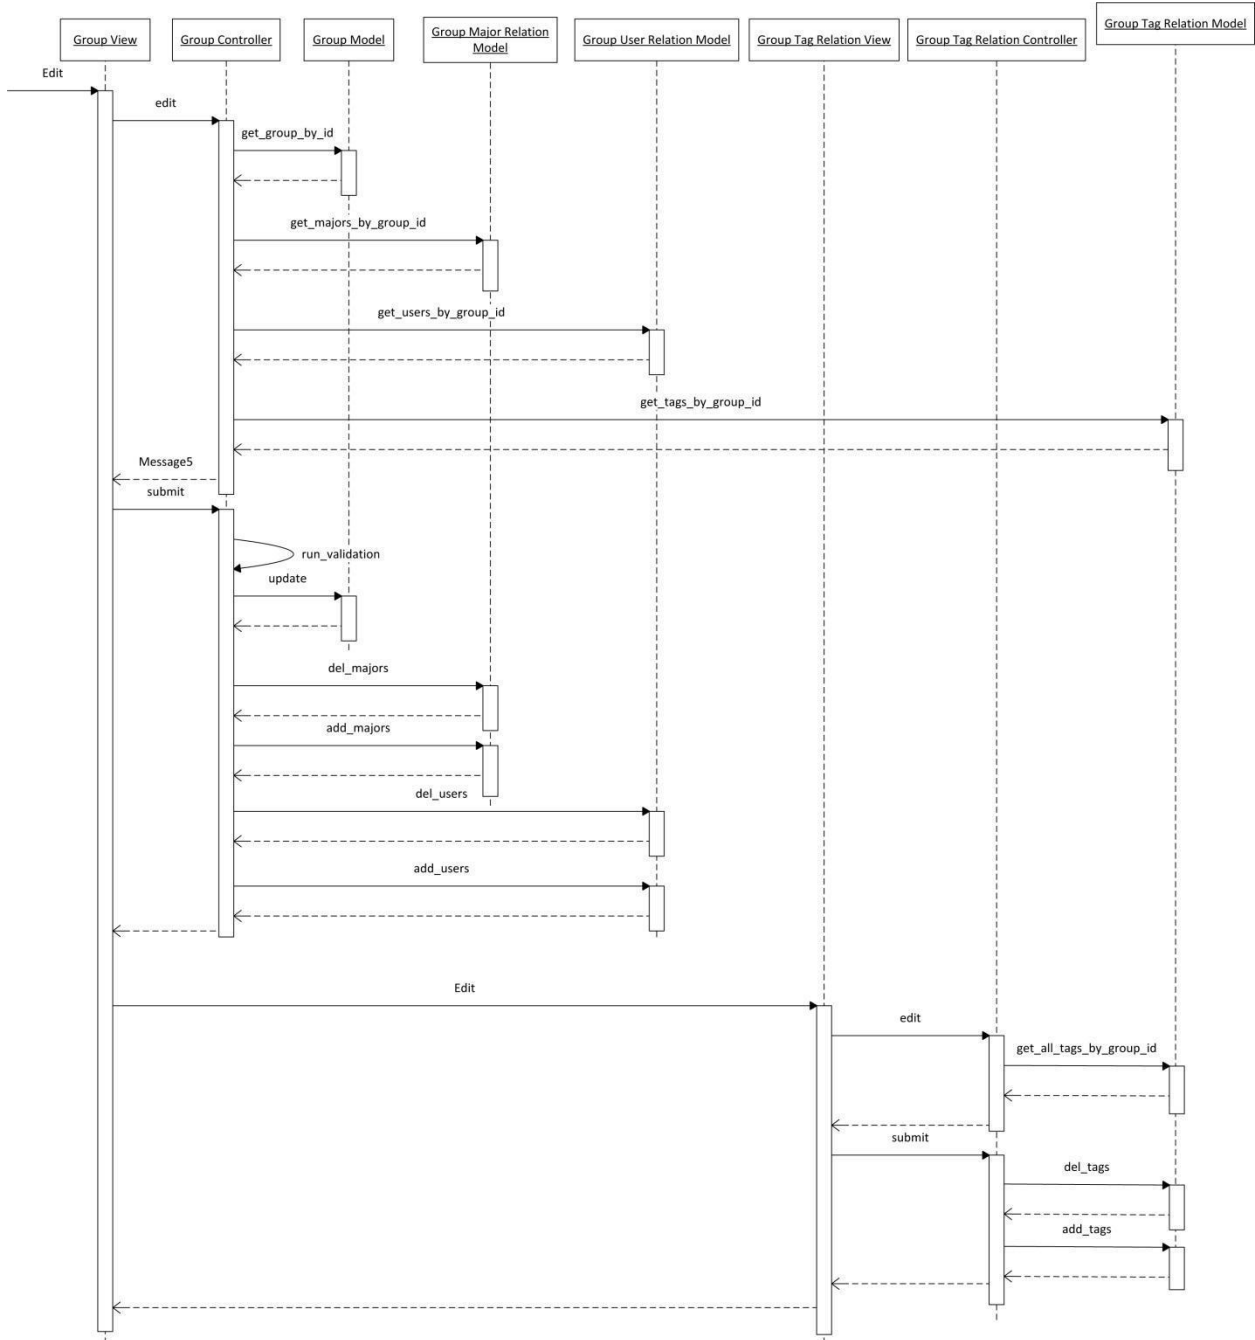 Group View
Group Controller
Group Model
Group Major Relation
Model
Group User Relation Model
Group Tag Relation View
Group Tag Relation Controller
Group Tag Relation Model
Edit
edit
get_group_by_id
get_majors_by_group_id
get_users_by_group_id
get_tags_by_group_id
Message5
submit
run_validation
update
del_majors
add_majors
del_users
add_users
Edit
edit
get_all_tags_by_group_id
submit
del_tags
add_tags